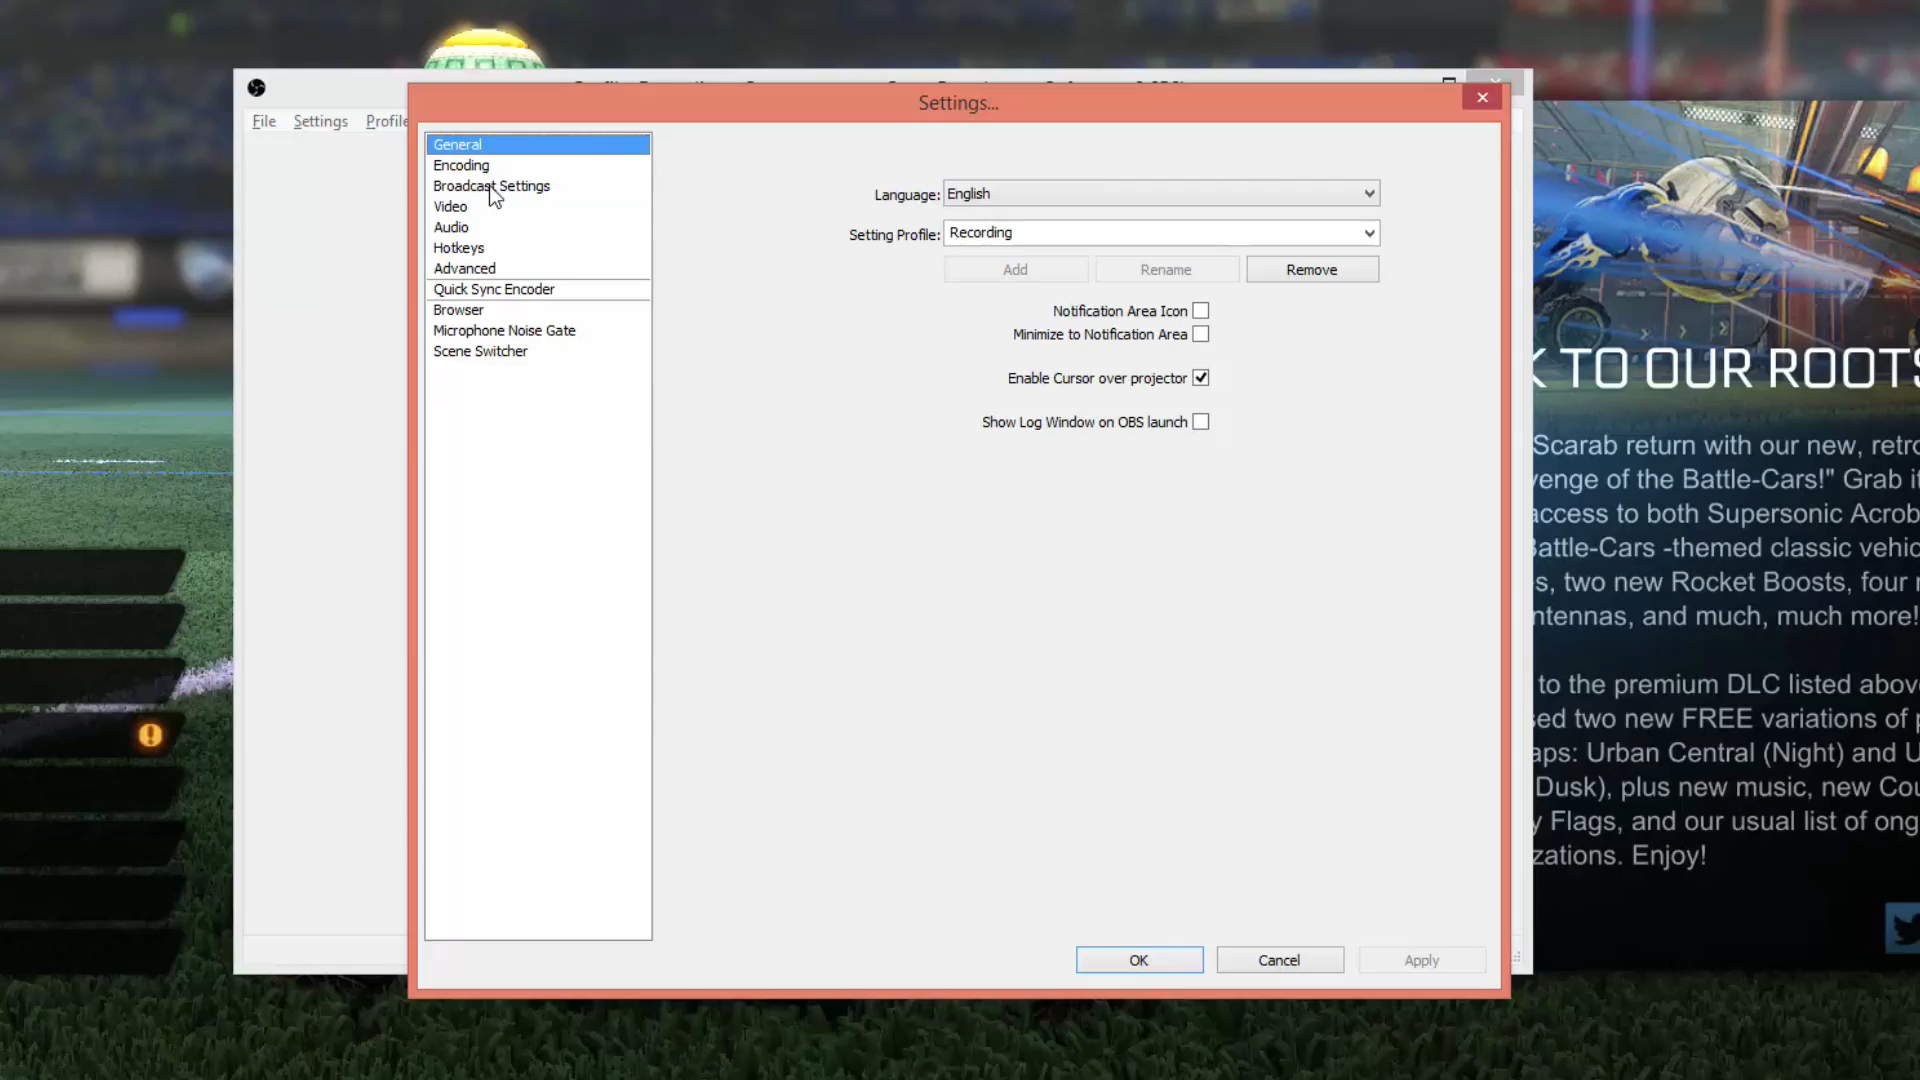 Settings...
File Settings Profile
General
Encoding
Broadcast Settings
Video
Audio
Hotkeys
Advanced
Quick Sync Encoder
Browser
Microphone Noise Gate
Scene Switcher
Language: English
Setting Profile: Recording
Add Rename Remove
Notification Area Icon
Minimize to Notification Area
Enable Cursor over projector
Show Log Window on OBS launch
OK Cancel Apply
K TO OUR ROOTS
Scarab return with our new, retro
venge of the Battle-Cars!" Grab it
access to both Supersonic Acrob
Battle-Cars -themed classic vehic
s, two new Rocket Boosts, four
ntennas, and much, much more!
to the premium DLC listed above
sed two new FREE variations of
aps: Urban Central (Night) and U
Dusk), plus new music, new Cou
y Flags, and our usual list of ong
zations. Enjoy!